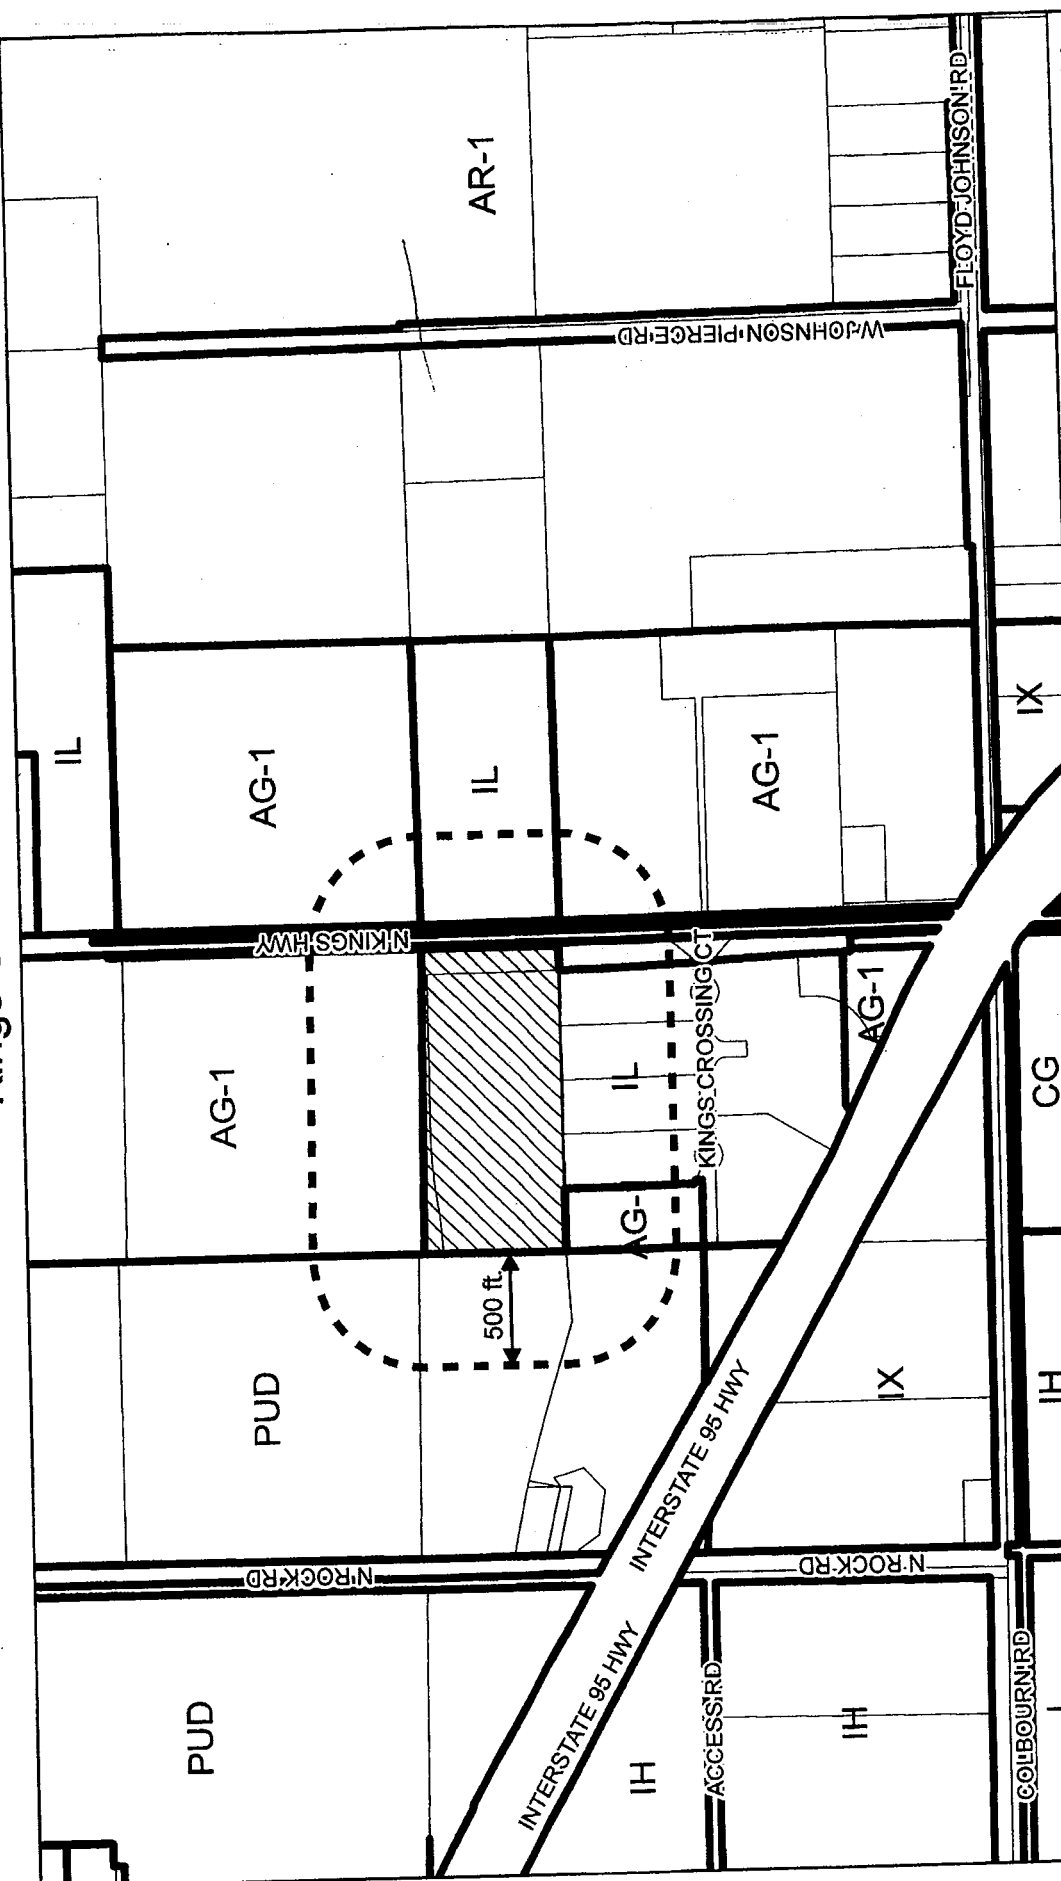 AR-1
FLOYD JOHNSON RD
W JOHNSON PIERCE RD
IL
AG-1
IL
AG-1
IX
N KINGS HWY
AG-1
IL
KINGS CROSSING CT
AG-1
CG
AG-
500 ft.
PUD
IX
IH
INTERSTATE 95 HWY
N ROCK RD
N ROCK RD
INTERSTATE 95 HWY
PUD
IH
ACCESS RD
IH
COLBOURN RD